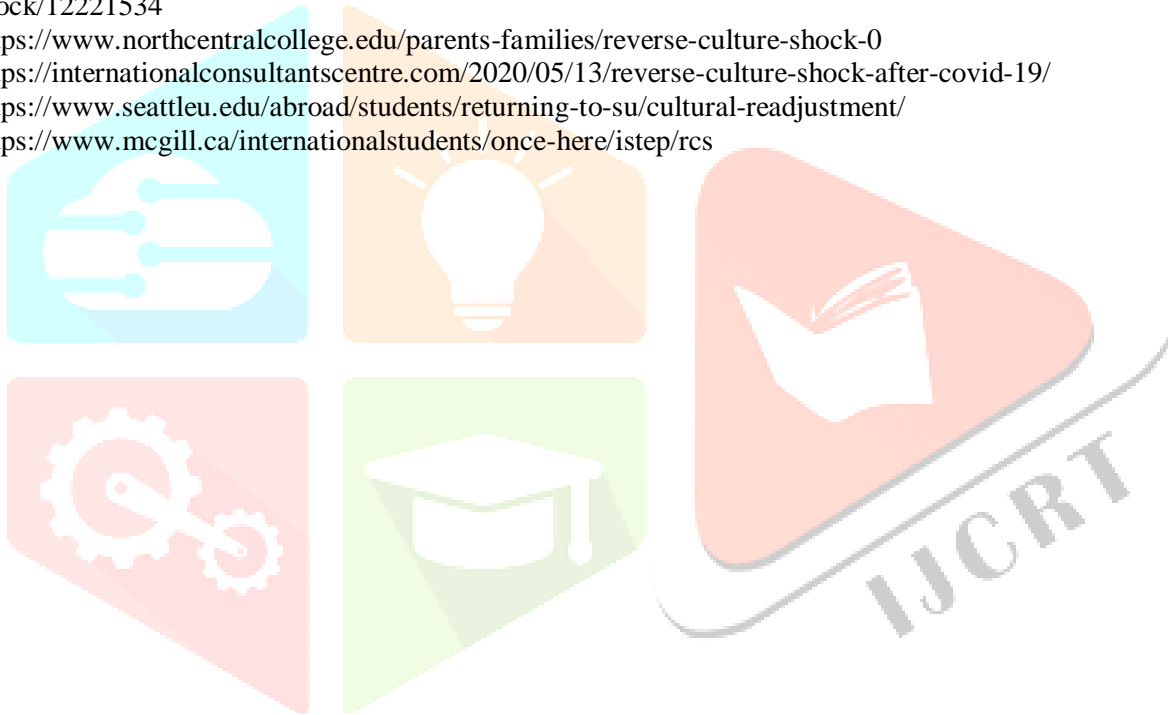 ock/12221534
ps://www.northcentralcollege.edu/parents-families/reverse-culture-shock-0
ps://internationalconsultantscentre.com/2020/05/13/reverse-culture-shock-after-covid-19/
ps://www.seattleu.edu/abroad/students/returning-to-su/cultural-readjustment/
ps://www.mcgill.ca/internationalstudents/once-here/istep/rcs
IJCRT